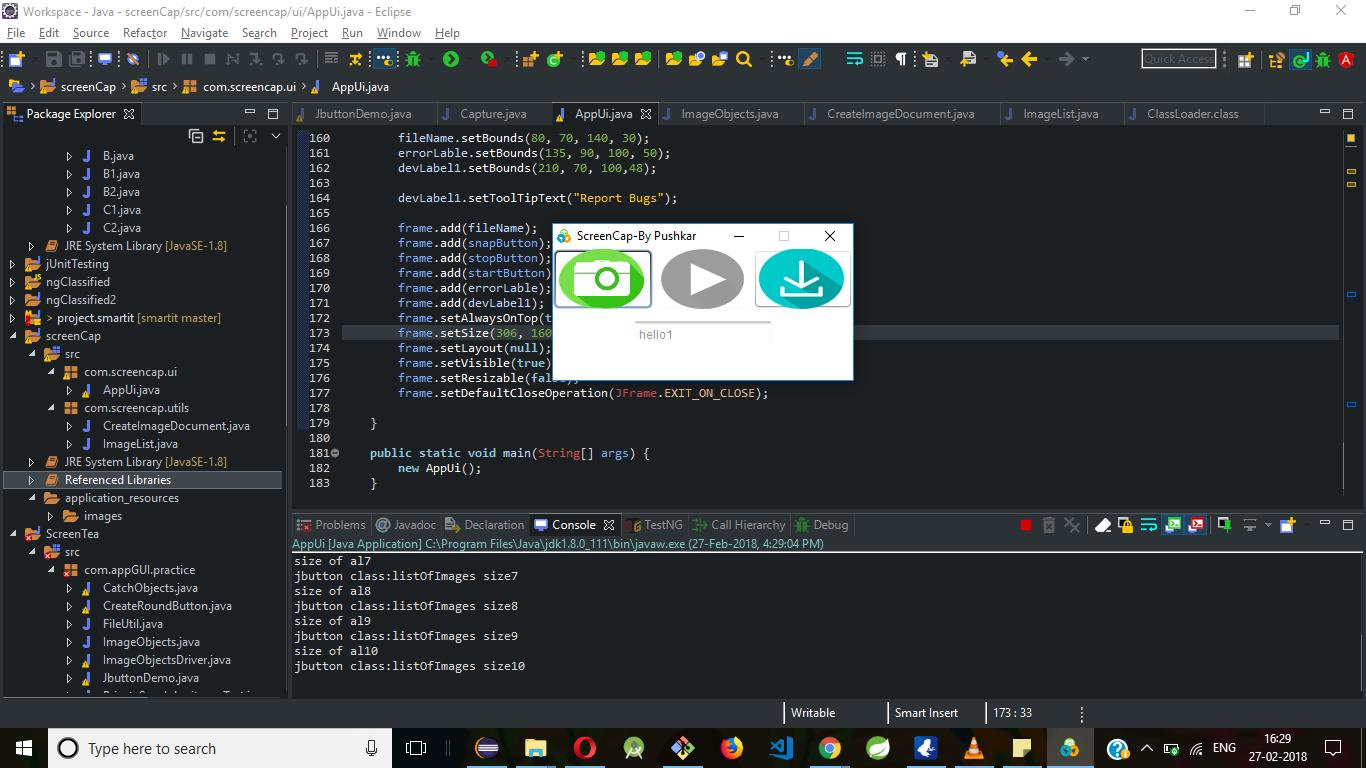 Workspace - Java - screenCap/src/com/screencap/ui/AppUi.java - Eclipse
File Edit Source Refactor Navigate Search Project Run Window Help
Quick Access
screenCap src com.screencap.ui AppUi.java
Package Explorer
B.java
B1.java
B2.java
C1.java
C2.java
JRE System Library [JavaSE-1.8]
jUnitTesting
ngClassified
ngClassified2
> project.smartit [smartit master]
screenCap
src
com.screencap.ui
AppUi.java
com.screencap.utils
CreateImageDocument.java
ImageList.java
JRE System Library [JavaSE-1.8]
Referenced Libraries
application_resources
images
ScreenTea
src
com.appGUI.practice
CatchObjects.java
CreateRoundButton.java
FileUtil.java
ImageObjects.java
ImageObjectsDriver.java
JbuttonDemo.java
JbuttonDemo.java Capture.java AppUi.java ImageObjects.java CreateImageDocument.java ImageList.java ClassLoader.class
160 fileName.setBounds(80, 70, 140, 30);
161 errorLable.setBounds(135, 90, 100, 50);
162 devLabel1.setBounds(210, 70, 100,48);
163
164 devLabel1.setToolTipText("Report Bugs");
165
166 frame.add(fileName);
167 frame.add(snapButton);
168 frame.add(stopButton);
169 frame.add(startButton)
170 frame.add(errorLable);
171 frame.add(devLabel1);
172 frame.setAlwaysOnTop(t
173 frame.setSize(306, 160
174 frame.setLayout(null);
175 frame.setVisible(true)
176 frame.setResizable(false);
177 frame.setDefaultCloseOperation(JFrame.EXIT_ON_CLOSE);
178
179 }
180
181 public static void main(String[] args) {
182 new AppUi();
183 }
ScreenCap-By Pushkar
hello1
Problems Javadoc Declaration Console TestNG Call Hierarchy Debug
AppUi [Java Application] C:\Program Files\Java\jdk1.8.0_111\bin\javaw.exe (27-Feb-2018, 4:29:04 PM)
size of al7
jbutton class:listOfImages size7
size of al8
jbutton class:listOfImages size8
size of al9
jbutton class:listOfImages size9
size of al10
jbutton class:listOfImages size10
Writable Smart Insert 173 : 33
Type here to search
ENG
16:29
27-02-2018